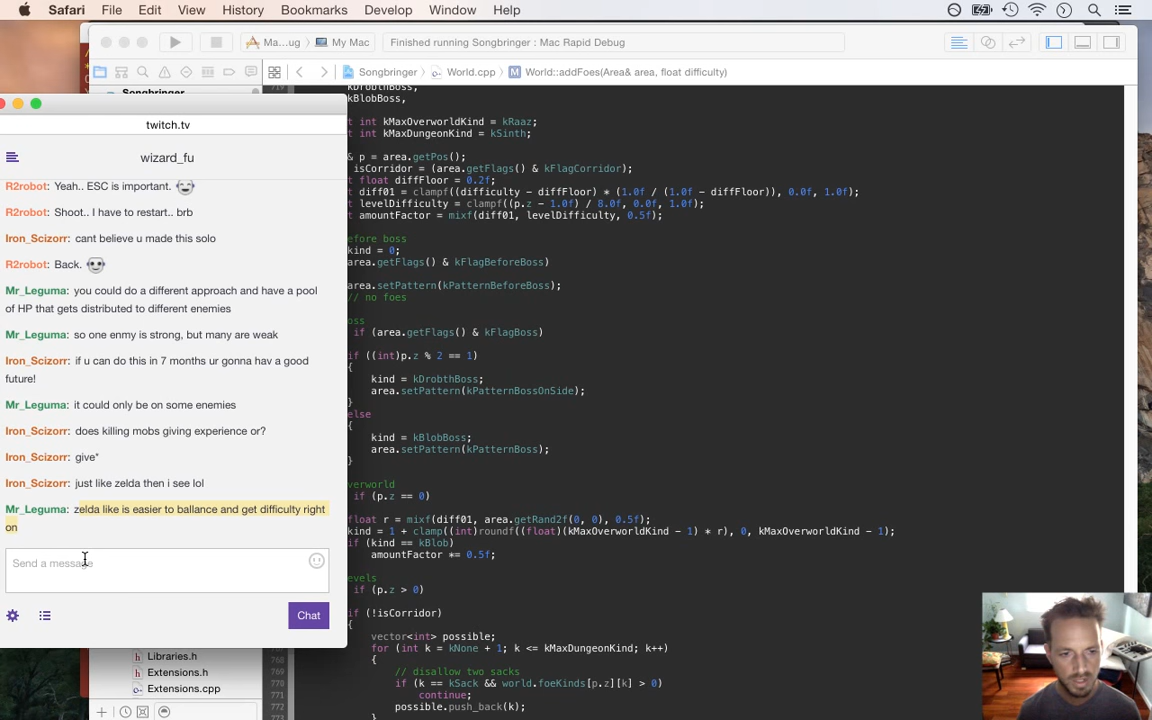 Safari File Edit View History Bookmarks Develop Window Help
Ma...ug My Mac Finished running Songbringer : Mac Rapid Debug
Songbringer World.cpp World::addFoes(Area& area, float difficulty)
Songbringer
kBlobBoss,
twitch.tv
t int kMaxOverworldKind = kRaaz;
t int kMaxDungeonKind = kSinth;
wizard_fu
& p = area.getPos();
isCorridor = (area.getFlags() & kFlagCorridor);
t float diffFloor = 0.2f;
t diff01 = clampf((difficulty - diffFloor) * (1.0f / (1.0f - diffFloor)), 0.0f, 1.0f);
t levelDifficulty = clampf((p.z - 1.0f) / 8.0f, 0.0f, 1.0f);
t amountFactor = mixf(diff01, levelDifficulty, 0.5f);
efore boss
kind = 0;
area.getFlags() & kFlagBeforeBoss)
area.setPattern(kPatternBeforeBoss);
// no foes
oss
if (area.getFlags() & kFlagBoss)
if ((int)p.z % 2 == 1)
{
kind = kDrobthBoss;
area.setPattern(kPatternBossOnSide);
}
else
{
kind = kBlobBoss;
area.setPattern(kPatternBoss);
}
verworld
if (p.z == 0)
float r = mixf(diff01, area.getRand2f(0, 0), 0.5f);
kind = 1 + clamp((int)roundf((float)(kMaxOverworldKind - 1) * r), 0, kMaxOverworldKind - 1);
if (kind == kBlob)
amountFactor *= 0.5f;
evels
if (p.z > 0)
if (!isCorridor)
{
vector<int> possible;
for (int k = kNone + 1; k <= kMaxDungeonKind; k++)
{
// disallow two sacks
if (k == kSack && world.foeKinds[p.z][k] > 0)
continue;
possible.push_back(k);
}
R2robot: Yeah.. ESC is important.
R2robot: Shoot.. I have to restart.. brb
Iron_Scizorr: cant believe u made this solo
R2robot: Back.
Mr_Leguma: you could do a different approach and have a pool
of HP that gets distributed to different enemies
Mr_Leguma: so one enmy is strong, but many are weak
Iron_Scizorr: if u can do this in 7 months ur gonna hav a good
future!
Mr_Leguma: it could only be on some enemies
Iron_Scizorr: does killing mobs giving experience or?
Iron_Scizorr: give*
Iron_Scizorr: just like zelda then i see lol
Mr_Leguma: zelda like is easier to ballance and get difficulty right
on
Send a message
Chat
Libraries.h
Extensions.h
Extensions.cpp
769
770
771
772
773